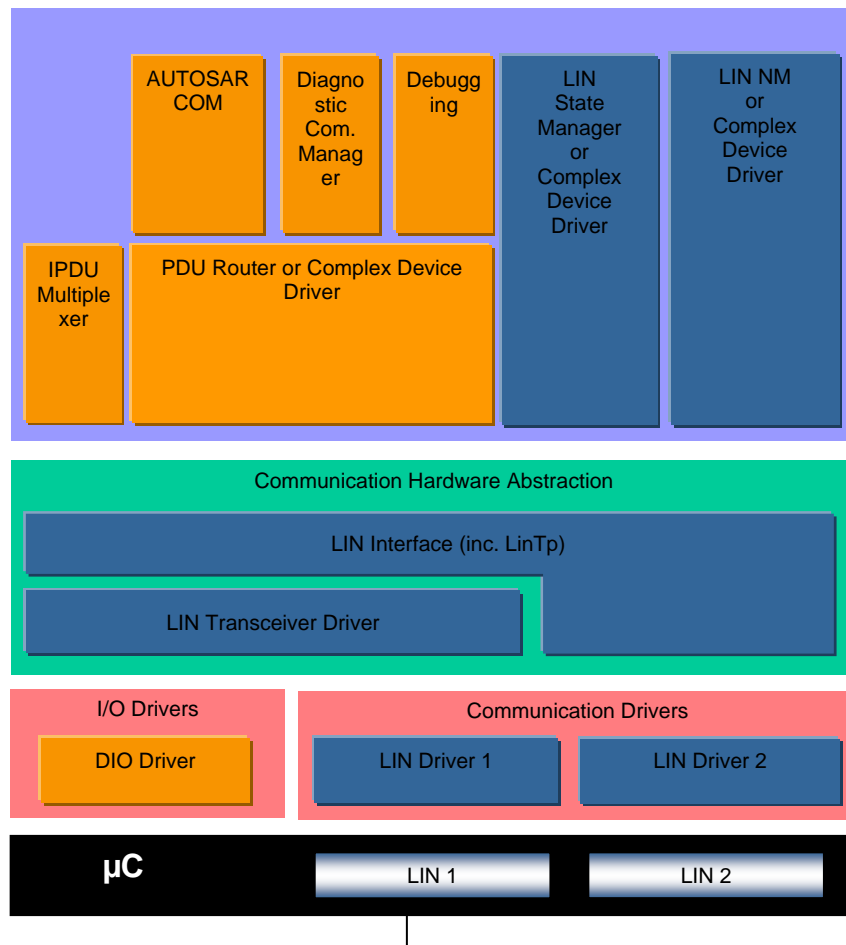 AUTOSAR
COM
Diagno
stic
Com.
Manag
er
Debugg
ing
LIN
State
Manager
or
Complex
Device
Driver
LIN NM
or
Complex
Device
Driver
IPDU
Multiple
xer
PDU Router or Complex Device
Driver
Communication Hardware Abstraction
LIN Interface (inc. LinTp)
LIN Transceiver Driver
I/O Drivers
DIO Driver
Communication Drivers
LIN Driver 1
LIN Driver 2
µC
LIN 1
LIN 2